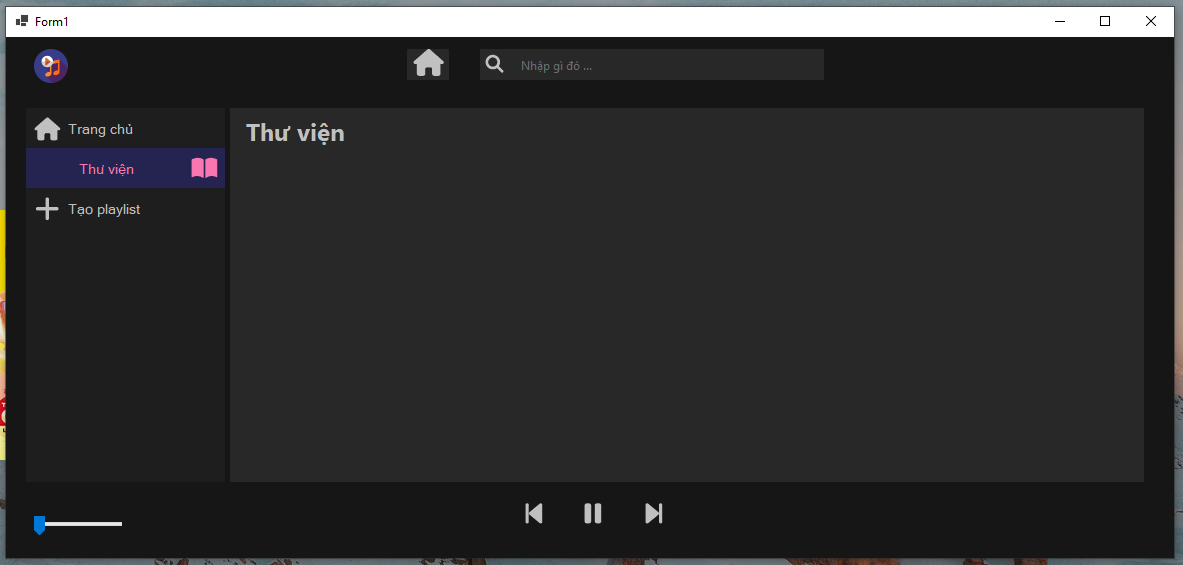 Form1
Nhập gì đó ...
Trang chủ
Thư viện
Thư viện
Tạo playlist